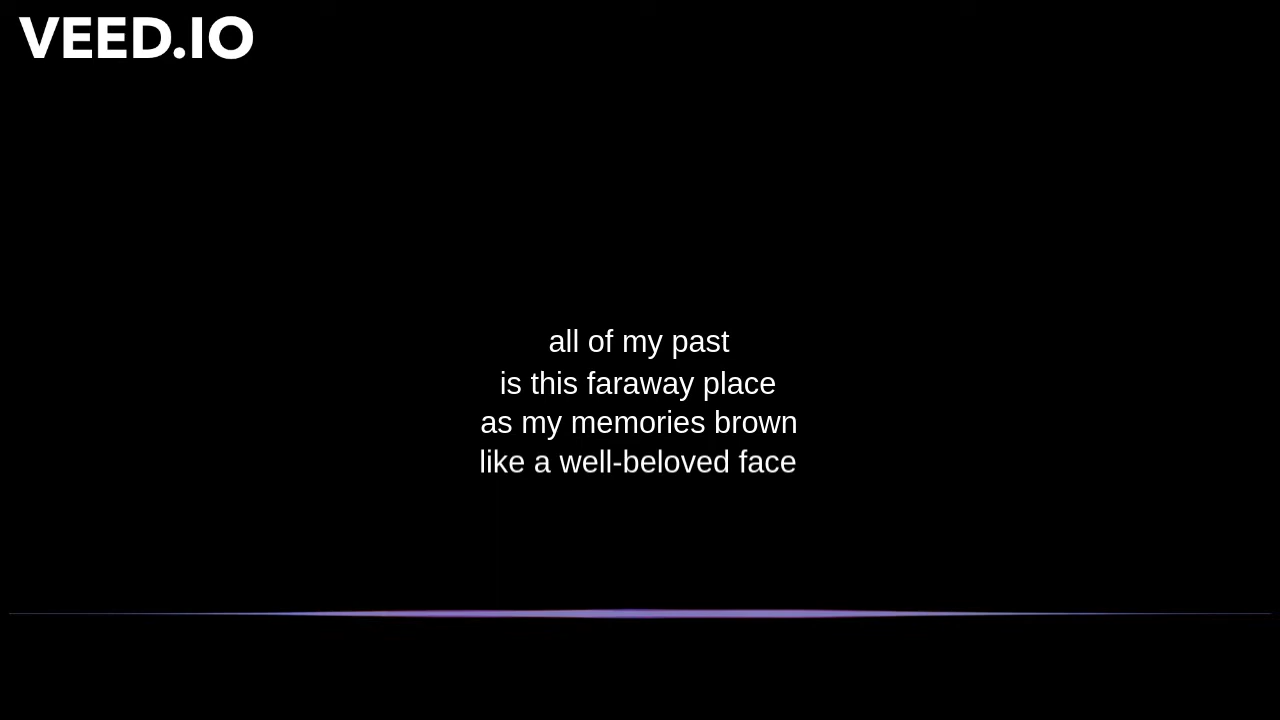 VEED.IO
all of my past
is this faraway place
as my memories brown
like a well-beloved face